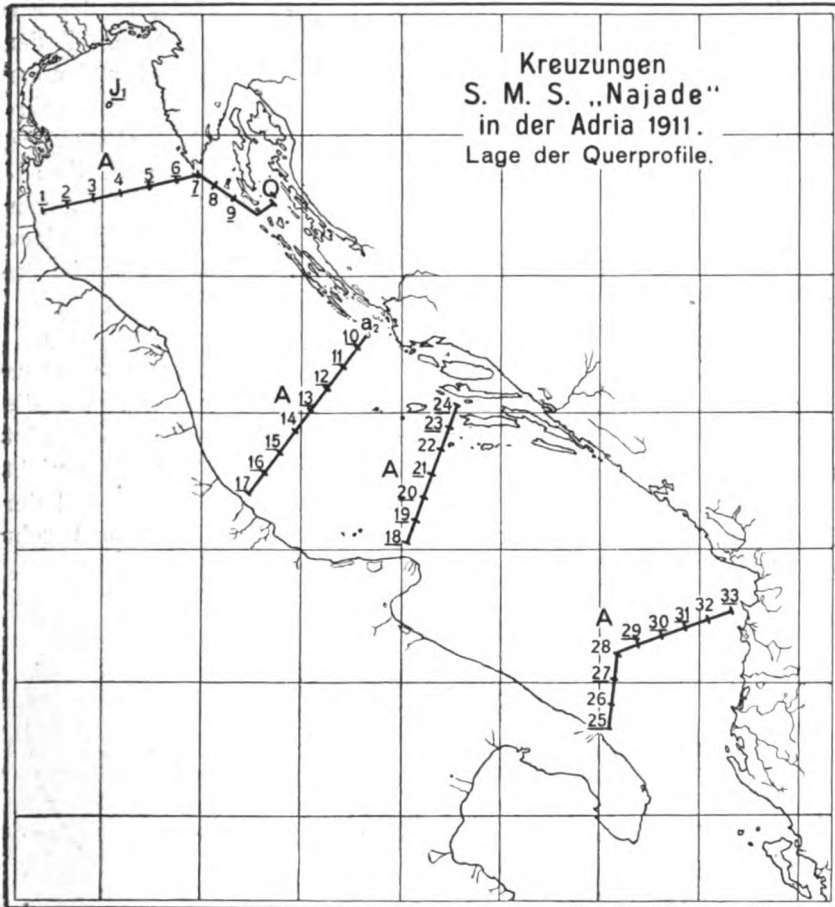 Kreuzungen
S. M. S. „Najade“
in der Adria 1911.
Lage der Querprofile.
J₁
A
1 2 3 4 5 6 7 8 9 Q
a₂
10
11
12
A 13
14
15
16
17
24
23
22
A 21
20
19
18
A
33
32
31
30
29
28
27
26
25